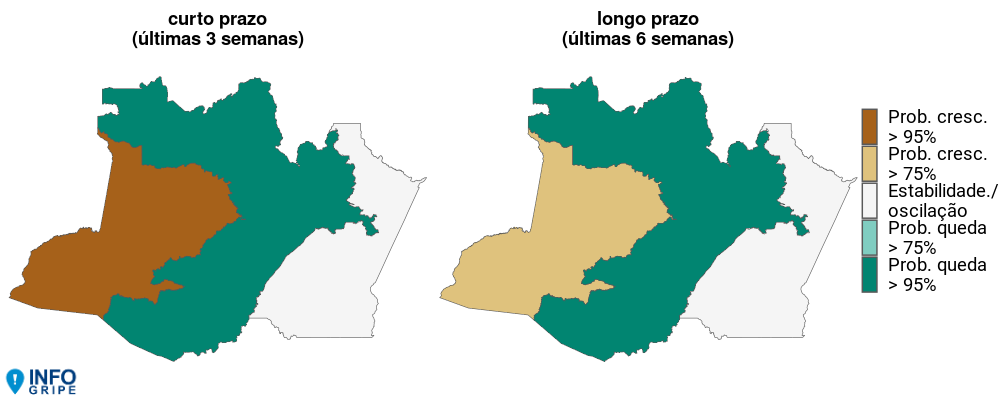 curto prazo
(últimas 3 semanas)
longo prazo
(últimas 6 semanas)
Prob. cresc.
> 95%
Prob. cresc.
> 75%
Estabilidade./
oscilação
Prob. queda
> 75%
Prob. queda
> 95%
INFO
GRIPE